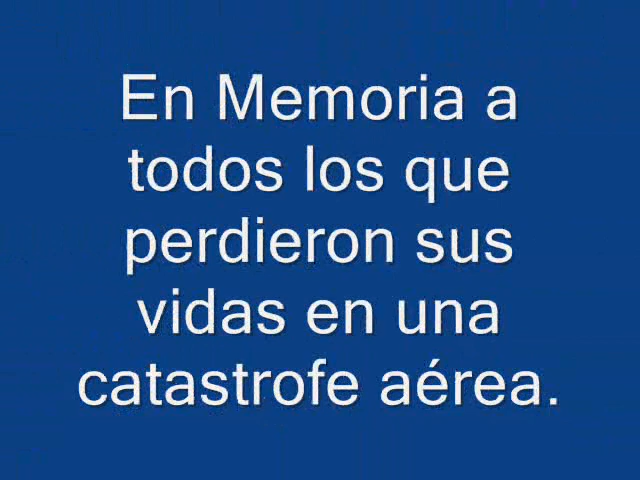 En Memoria a
todos los que
perdieron sus
vidas en una
catastrofe aérea.